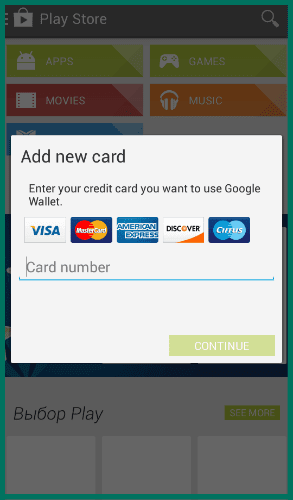 Play Store
APPS
GAMES
MOVIES
MUSIC
Add new card
Enter your credit card you want to use Google
Wallet.
VISA
MasterCard
AMERICAN
EXPRESS
DISCOVER
Cirrus
Card number
CONTINUE
Выбор Play
SEE MORE